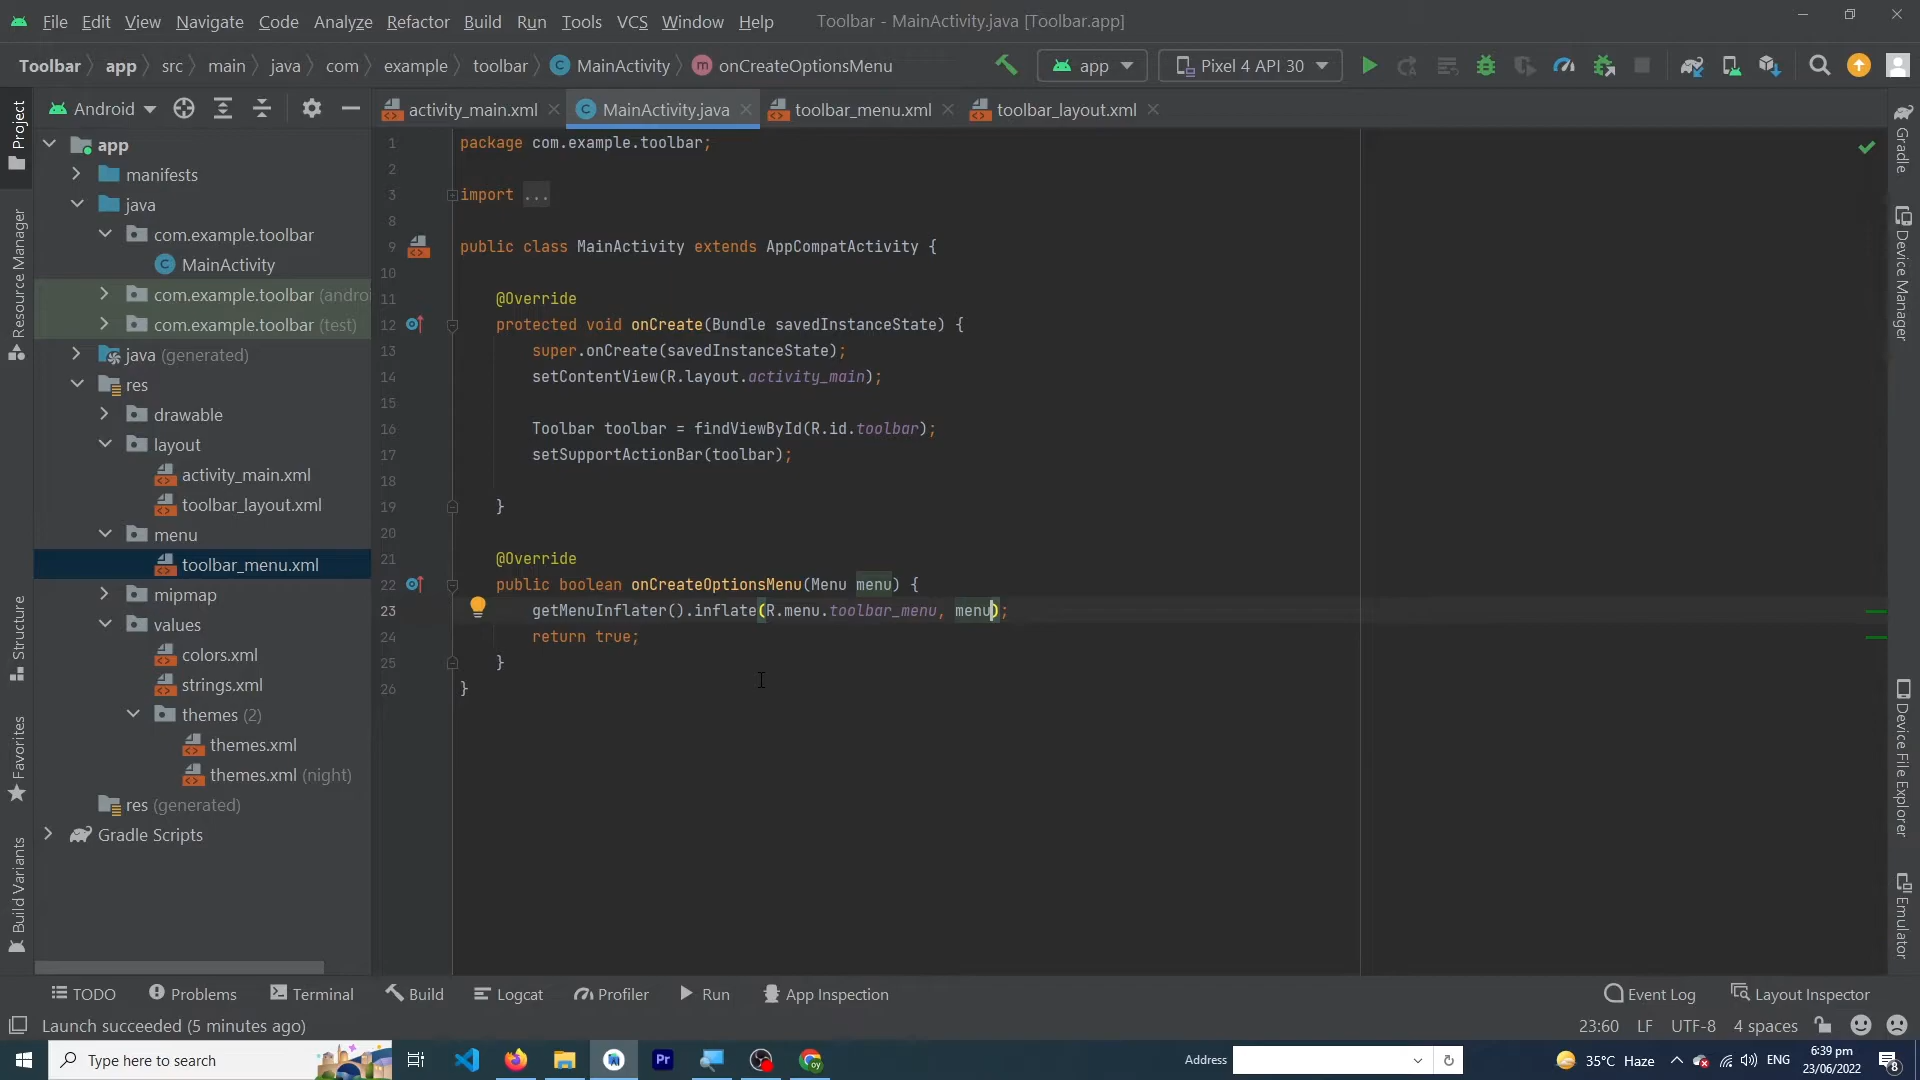 File Edit View Navigate Code Analyze Refactor Build Run Tools VCS Window Help Toolbar - MainActivity.java [Toolbar.app]
Toolbar app src main java com example toolbar MainActivity onCreateOptionsMenu app Pixel 4 API 30
Project
Resource Manager
Structure
Favorites
Build Variants
Android
app
manifests
java
com.example.toolbar
MainActivity
com.example.toolbar (andro
com.example.toolbar (test)
java (generated)
res
drawable
layout
activity_main.xml
toolbar_layout.xml
menu
toolbar_menu.xml
mipmap
values
colors.xml
strings.xml
themes (2)
themes.xml
themes.xml (night)
res (generated)
Gradle Scripts
activity_main.xml MainActivity.java toolbar_menu.xml toolbar_layout.xml
1 package com.example.toolbar;
2
3 import ...
8
9 public class MainActivity extends AppCompatActivity {
10
11 @Override
12 protected void onCreate(Bundle savedInstanceState) {
13 super.onCreate(savedInstanceState);
14 setContentView(R.layout.activity_main);
15
16 Toolbar toolbar = findViewById(R.id.toolbar);
17 setSupportActionBar(toolbar);
18
19 }
20
21 @Override
22 public boolean onCreateOptionsMenu(Menu menu) {
23 getMenuInflater().inflate(R.menu.toolbar_menu, menu);
24 return true;
25 }
26 }
Gradle
Device Manager
Device File Explorer
Emulator
TODO Problems Terminal Build Logcat Profiler Run App Inspection Event Log Layout Inspector
Launch succeeded (5 minutes ago) 23:60 LF UTF-8 4 spaces
Type here to search Pr Address 35°C Haze ENG 6:39 pm
23/06/2022 8